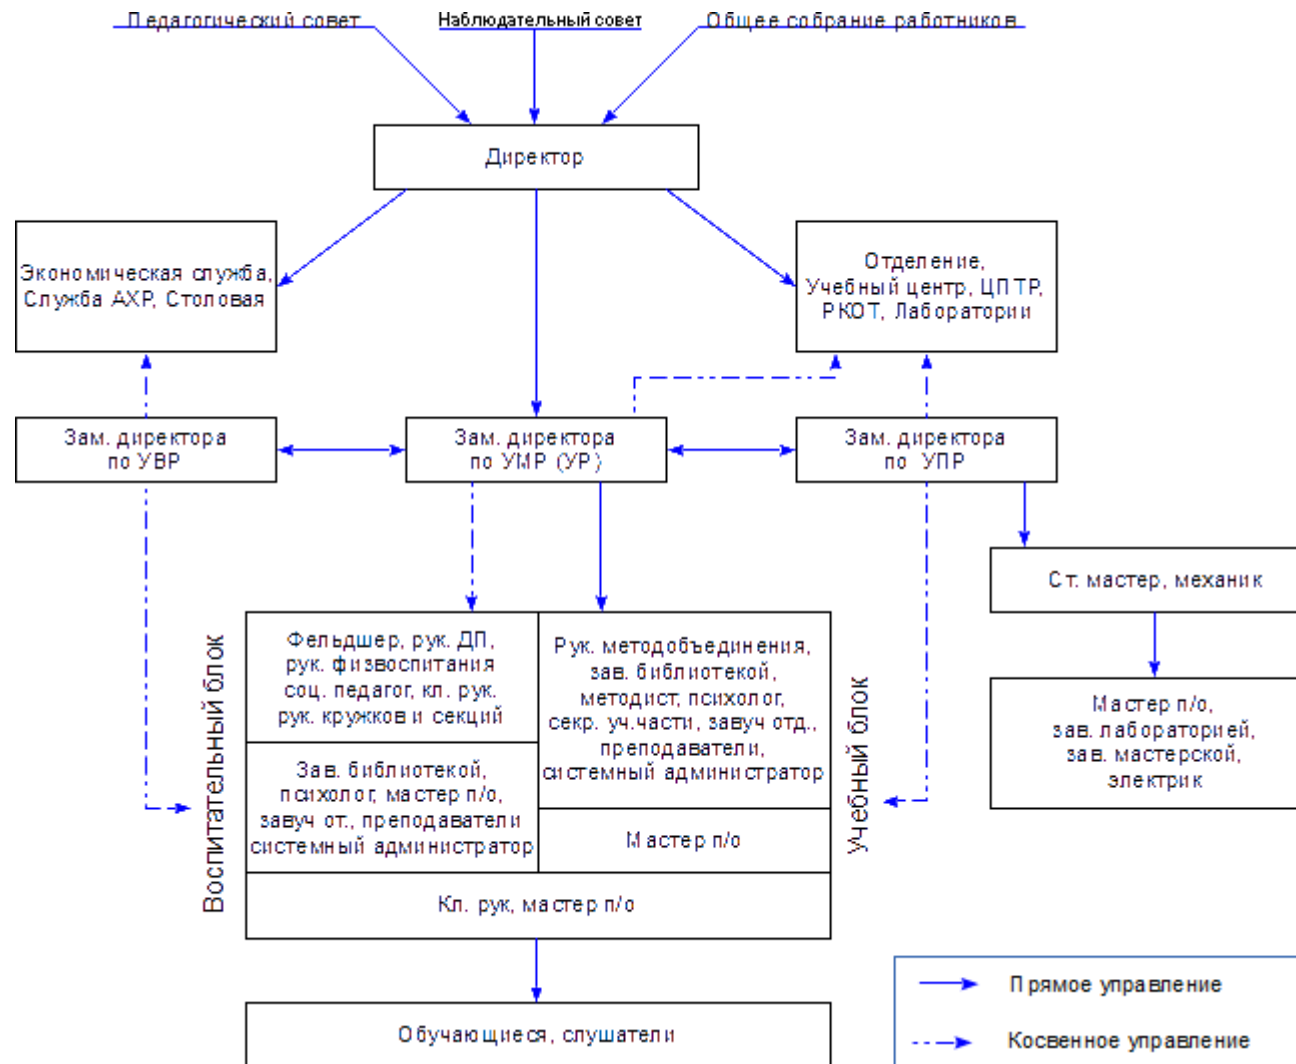 Педагогический совет
Наблюдательный совет
Общее собрание работников
Директор
Экономическая служба,
Служба АХР, Столовая
Отделение,
Учебный центр, ЦПТР,
РКОТ, Лаборатории
Зам. директора
по УВР
Зам. директора
по УМР (УР)
Зам. директора
по УПР
Ст. мастер, механик
Мастер п/о,
зав. лабораторией,
зав. мастерской,
электрик
Воспитательный блок
Фельдшер, рук. ДП,
рук. физвоспитания
соц. педагог, кл. рук.
рук. кружков и секций
Рук. методобъединения,
зав. библиотекой,
методист, психолог,
секр. уч.части, завуч отд.,
преподаватели,
системный администратор
Зав. библиотекой,
психолог, мастер п/о,
завуч от., преподаватели
системный администратор
Мастер п/о
Учебный блок
Кл. рук, мастер п/о
Обучающиеся, слушатели
Прямое управление
Косвенное управление